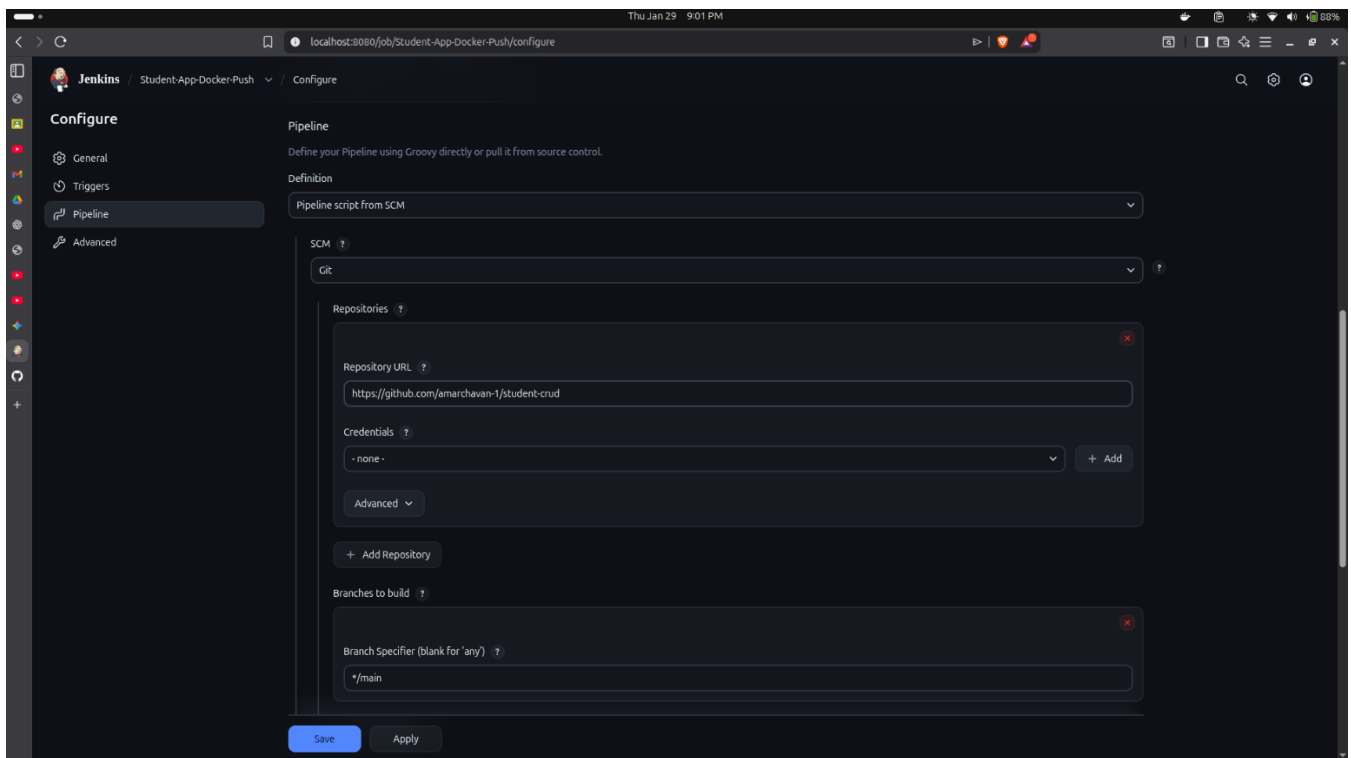 Thu Jan 29 9:01 PM
88%
localhost:8080/job/Student-App-Docker-Push/configure
Jenkins / Student-App-Docker-Push / Configure
Configure
General
Triggers
Pipeline
Advanced
Pipeline
Define your Pipeline using Groovy directly or pull it from source control.
Definition
Pipeline script from SCM
SCM ?
Git
?
Repositories ?
Repository URL ?
https://github.com/amarchavan-1/student-crud
Credentials ?
- none -
+ Add
Advanced
+ Add Repository
Branches to build ?
Branch Specifier (blank for 'any') ?
*/main
Save
Apply